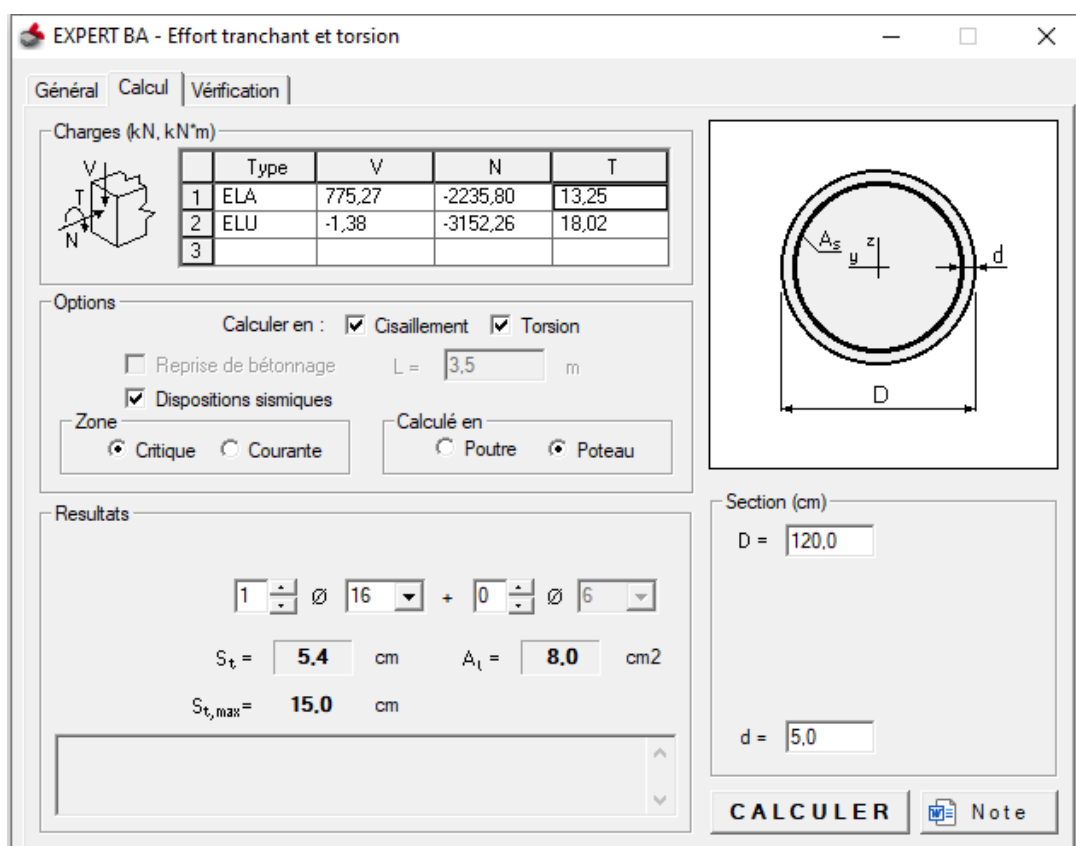 EXPERT BA - Effort tranchant et torsion
Général Calcul Vérification
Charges (kN, kN*m)
V
T
N
Type V N T
1 ELA 775,27 -2235,80 13,25
2 ELU -1,38 -3152,26 18,02
3
As y z d
D
Options
Calculer en : Cisaillement Torsion
Reprise de bétonnage L = 3,5 m
Dispositions sismiques
Zone
Critique Courante
Calculé en
Poutre Poteau
Resultats
1 Ø 16 + 0 Ø 6
St = 5,4 cm Al = 8,0 cm2
St,max= 15,0 cm
Section (cm)
D = 120,0
d = 5,0
CALCULER Note